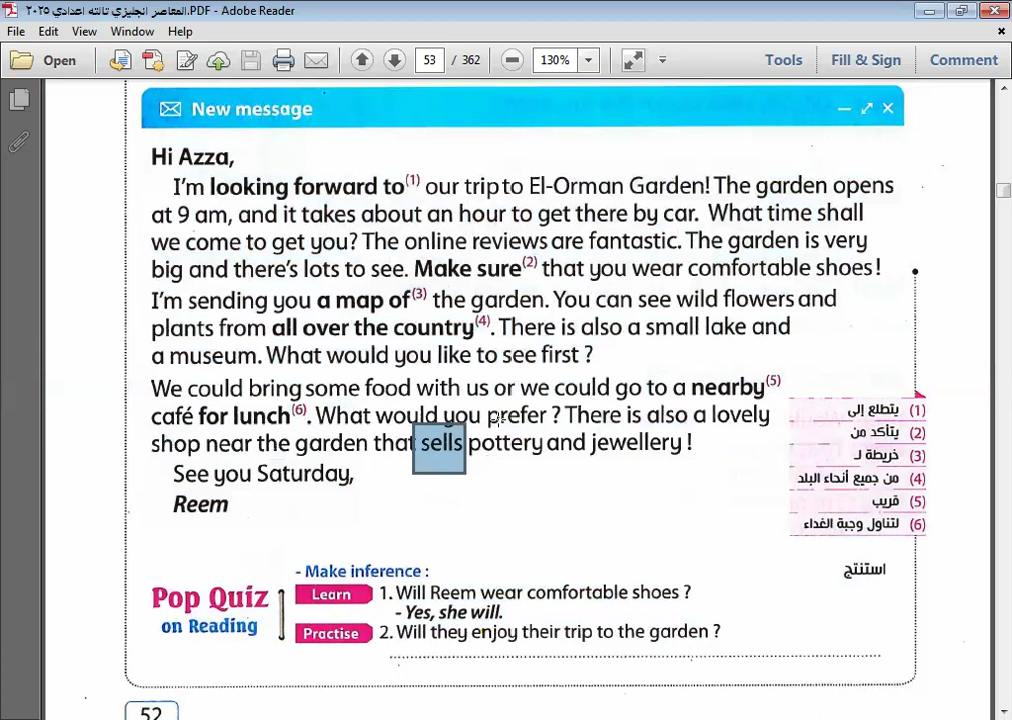 المعاصر انجليزي تالته اعدادي ٢٠٢٥.PDF - Adobe Reader
File Edit View Window Help
Open 53 / 362 130% Tools Fill & Sign Comment
New message
Hi Azza,
I'm looking forward to(1) our trip to El-Orman Garden! The garden opens
at 9 am, and it takes about an hour to get there by car. What time shall
we come to get you? The online reviews are fantastic. The garden is very
big and there's lots to see. Make sure(2) that you wear comfortable shoes!
I'm sending you a map of(3) the garden. You can see wild flowers and
plants from all over the country(4). There is also a small lake and
a museum. What would you like to see first ?
We could bring some food with us or we could go to a nearby(5)
café for lunch(6). What would you prefer ? There is also a lovely
shop near the garden that sells pottery and jewellery !
See you Saturday,
Reem
(1) يتطلع إلى
(2) يتأكد من
(3) خريطة لـ
(4) من جميع أنحاء البلد
(5) قريب
(6) لتناول وجبة الغداء
Pop Quiz
on Reading
- Make inference : استنتج
Learn 1. Will Reem wear comfortable shoes ?
- Yes, she will.
Practise 2. Will they enjoy their trip to the garden ?
52